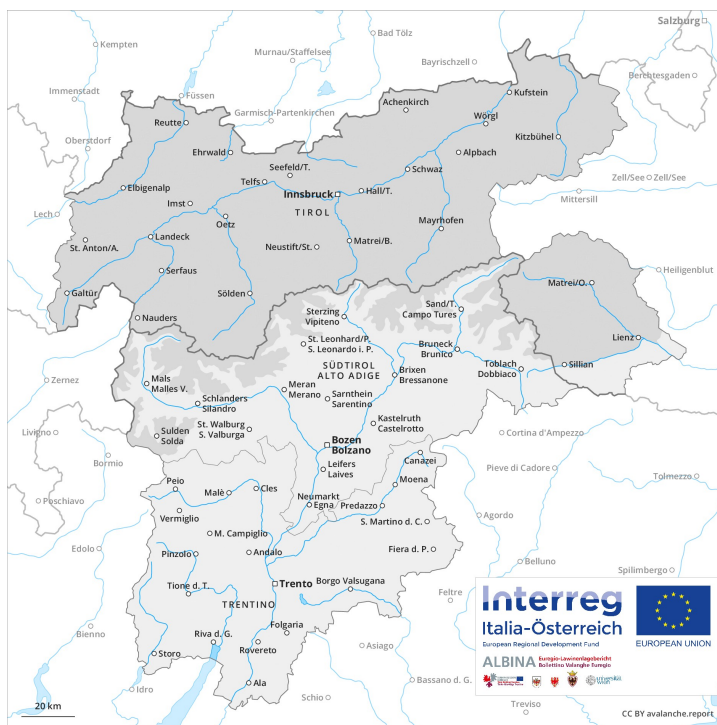 Salzburg
Bad Tölz
Kempten
Murnau/Staffelsee
Bayrischzell
Berchtesgaden
Immenstadt
Füssen
Kufstein
Garmisch-Partenkirchen
Achenkirch
Reutte
Wörgl
Oberstdorf
Kitzbühel
Ehrwald
Alpbach
Seefeld/T.
Schwaz
Telfs
Zell/See
Zell/See
Elbigenalp
Innsbruck
Hall/T.
Mittersill
Imst
TIROL
Lech
Oetz
Mayrhofen
Landeck
St. Anton/A.
Neustift/St.
Matrei/B.
Serfaus
Heiligenblut
Matrei/O.
Galtür
Sölden
Sand/T.
Campo Tures
Nauders
Sterzing
Vipiteno
Lienz
St. Leonhard/P.
S. Leonardo i. P.
Bruneck
Brunico
SÜDTIROL
ALTO ADIGE
Toblach
Dobbiaco
Sillian
Brixen
Bressanone
Zernez
Mals
Malles V.
Meran
Merano
Schlanders
Silandro
Sarnthein
Sarentino
St. Walburg
S. Valburga
Kastelruth
Castelrotto
Livigno
Sulden
Solda
Bozen
Bolzano
Cortina d'Ampezzo
Canazei
Bormio
Leifers
Laives
Pieve di Cadore
Tolmezzo
Peio
Malè
Cles
Moena
Poschiavo
Neumarkt
Egna
Predazzo
Vermiglio
S. Martino d. C.
Agordo
M. Campiglio
Edolo
Pinzolo
Andalo
Fiera d. P.
Belluno
Spilimbergo
Tione d. T.
Trento
Borgo Valsugana
Feltre
TRENTINO
Folgaria
Bienno
Riva d. G.
Rovereto
Asiago
Storo
Idro
Ala
Schio
Bassano d. G.
Treviso
20 km
Interreg
Italia-Österreich
European Regional Development Fund
EUROPEAN UNION
ALBINA
Euregio-Lawinenlagebericht
Bollettino Valanghe Euregio
universität
wien
CC BY avalanche.report